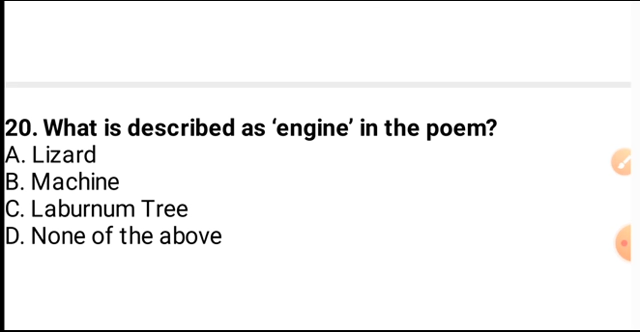 20. What is described as ‘engine’ in the poem?
A. Lizard
B. Machine
C. Laburnum Tree
D. None of the above